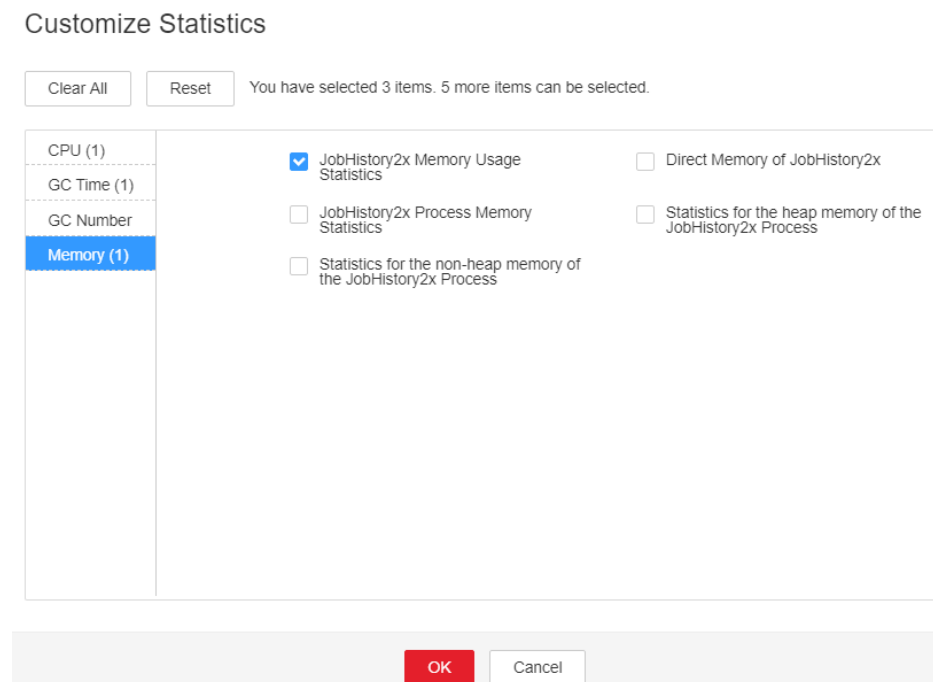 Customize Statistics
Clear All
Reset
You have selected 3 items. 5 more items can be selected.
CPU (1)
GC Time (1)
GC Number
Memory (1)
JobHistory2x Memory Usage
Statistics
Direct Memory of JobHistory2x
JobHistory2x Process Memory
Statistics
Statistics for the heap memory of the
JobHistory2x Process
Statistics for the non-heap memory of
the JobHistory2x Process
OK
Cancel